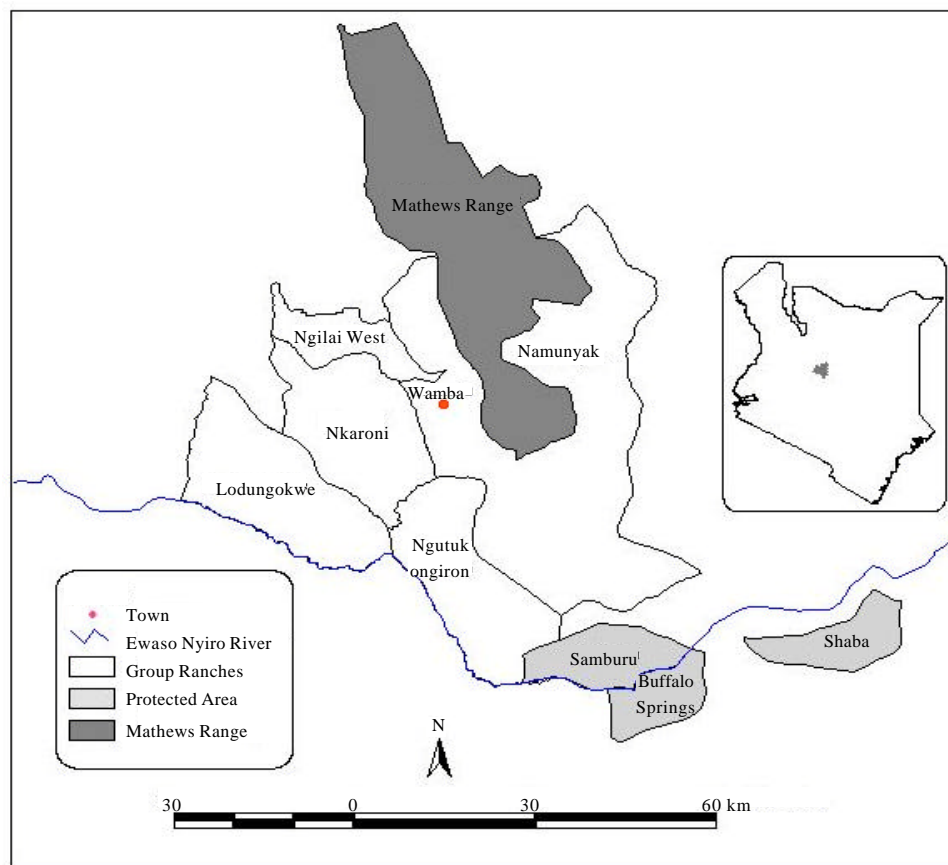 Mathews Range
Ngilai West
Namunyak
Wamba
Nkaroni
Lodungokwe
Ngutuk
ongiron
Samburu
Buffalo
Springs
Shaba
Town
Ewaso Nyiro River
Group Ranches
Protected Area
Mathews Range
N
30 0 30 60 km